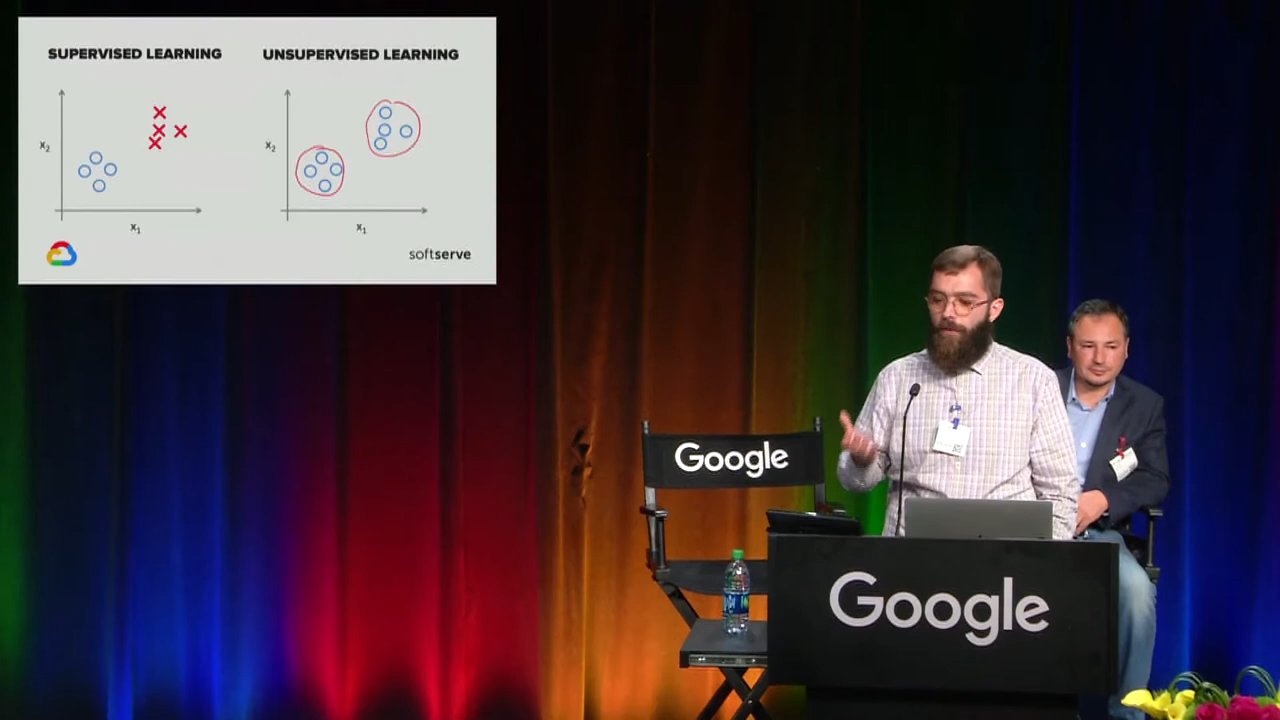 SUPERVISED LEARNING
UNSUPERVISED LEARNING
x₂
x₁
x₂
x₁
softserve
Google
Google